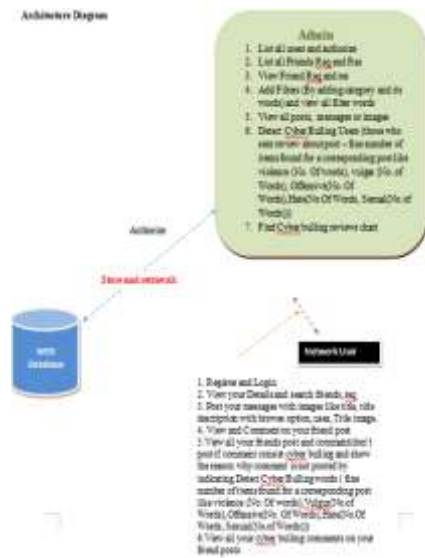 Architecture Diagram
Admin
1. List all users and authorize
2. List all Friends Req and Res
3. View Friend Req and res
4. Add Filters (By adding category and its
words) and view all filter words
5. View all posts, messages or images
6. Detect Cyber Bulling Users (those who
sent review about post – find number of
items found for a corresponding post like
violence (No. Of words), vulgar (No. of
Words), Offensive(No. Of
Words),Hate(No Of Words, Sexual(No. of
Words))
7. Find Cyber bulling reviews chart
Authorize
Store and retrievals
WEB
Database
Network User
1. Register and Login
2. View your Details and search friends, req
3. Post your messages with images like title, title
description with browse option, uses, Title image.
4. View and Comment on your friend post
5. View all your friends post and comment(don't
post if comment consist cyber bulling and show
the reason why comment is not posted by
indicating Detect Cyber Bulling words ( find
number of items found for a corresponding post
like violence (No. Of words), Vulgar(No of
Words), Offensive(No. Of Words), Hate(No Of
Words, Sexual(No.of Words))
6. View all your cyber bulling comments on your
friend posts